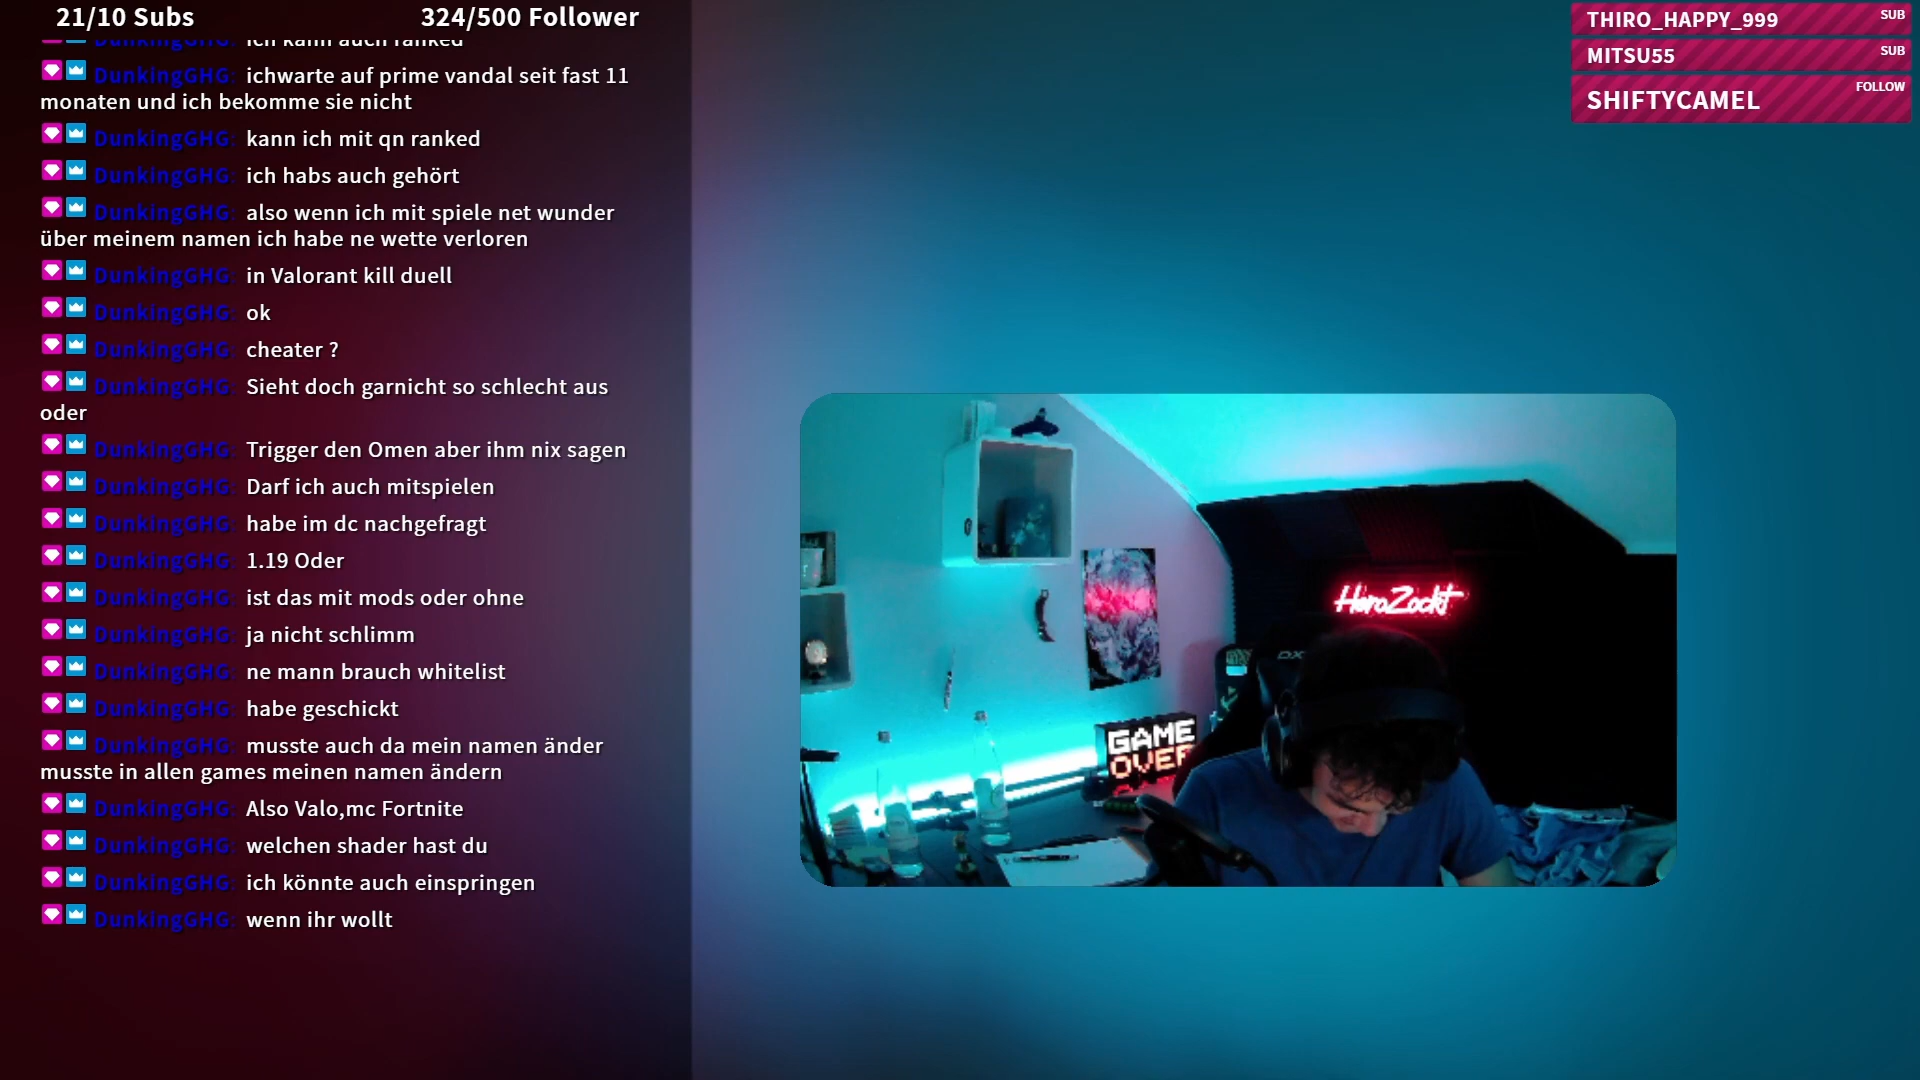 21/10 Subs
324/500 Follower
DunkingGHG: ich kann auch ranked
DunkingGHG: ichwarte auf prime vandal seit fast 11
monaten und ich bekomme sie nicht
DunkingGHG: kann ich mit qn ranked
DunkingGHG: ich habs auch gehört
DunkingGHG: also wenn ich mit spiele net wunder
über meinem namen ich habe ne wette verloren
DunkingGHG: in Valorant kill duell
DunkingGHG: ok
DunkingGHG: cheater ?
DunkingGHG: Sieht doch garnicht so schlecht aus
oder
DunkingGHG: Trigger den Omen aber ihm nix sagen
DunkingGHG: Darf ich auch mitspielen
DunkingGHG: habe im dc nachgefragt
DunkingGHG: 1.19 Oder
DunkingGHG: ist das mit mods oder ohne
DunkingGHG: ja nicht schlimm
DunkingGHG: ne mann brauch whitelist
DunkingGHG: habe geschickt
DunkingGHG: musste auch da mein namen änder
musste in allen games meinen namen ändern
DunkingGHG: Also Valo,mc Fortnite
DunkingGHG: welchen shader hast du
DunkingGHG: ich könnte auch einspringen
DunkingGHG: wenn ihr wollt
THIRO_HAPPY_999 SUB
MITSU55 SUB
SHIFTYCAMEL FOLLOW
HeroZockt
DX
GAME
OVER